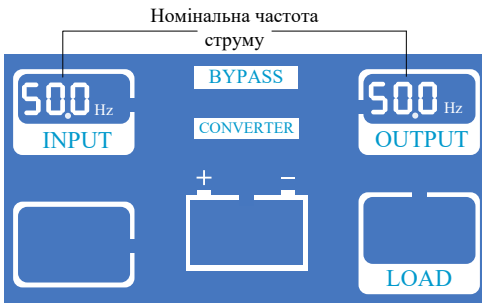 Номінальна частота
струму
50.0 Hz
INPUT
BYPASS
CONVERTER
50.0 Hz
OUTPUT
+ −
LOAD